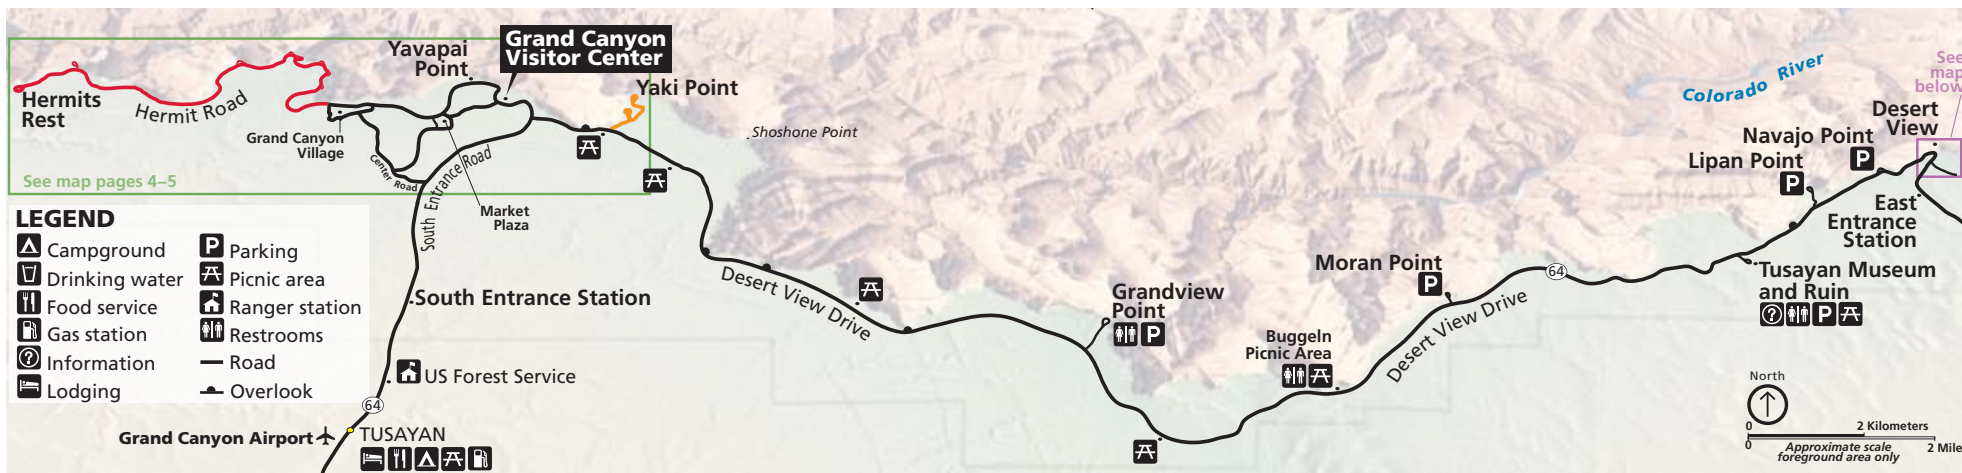 Grand Canyon
Visitor Center
Yavapai
Point
Yaki Point
Hermits
Rest
Hermit Road
Grand Canyon
Village
Center Road
South Entrance Road
Market
Plaza
See map pages 4–5
Shoshone Point
Colorado River
See
map
below
Desert
View
Navajo Point
Lipan Point
East
Entrance
Station
LEGEND
Campground
Drinking water
Food service
Gas station
Information
Lodging
P Parking
Picnic area
Ranger station
Restrooms
Road
Overlook
South Entrance Station
US Forest Service
64
Grand Canyon Airport
TUSAYAN
Desert View Drive
Grandview
Point
P
Buggeln
Picnic Area
Moran Point
P
Desert View Drive
64
Tusayan Museum
and Ruin
? P
P
P
North
0 2 Kilometers
0 2 Mile
Approximate scale
foreground area only